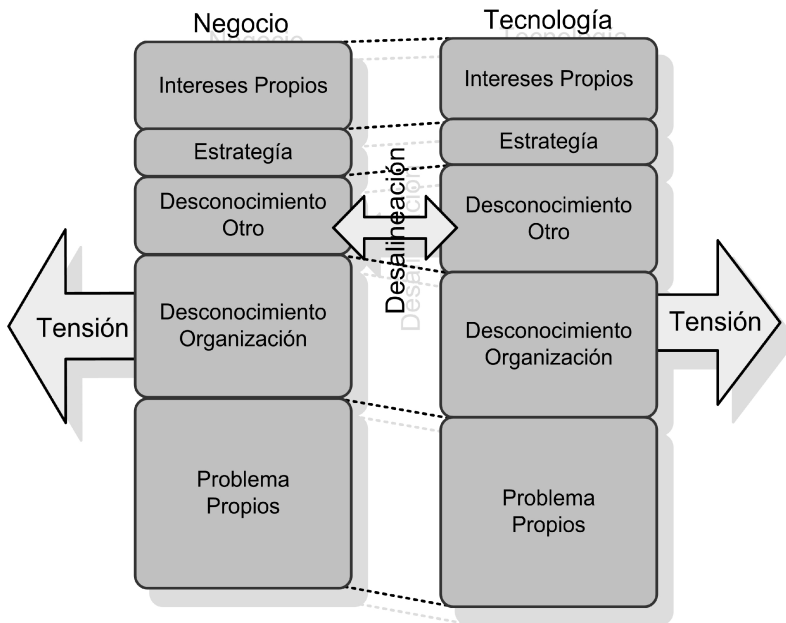 Negocio
Tecnología
Intereses Propios
Intereses Propios
Estrategía
Estrategía
Desconocimiento
Otro
Desconocimiento
Otro
Desalineación
Tensión
Desconocimiento
Organización
Desconocimiento
Organización
Tensión
Problema
Propios
Problema
Propios